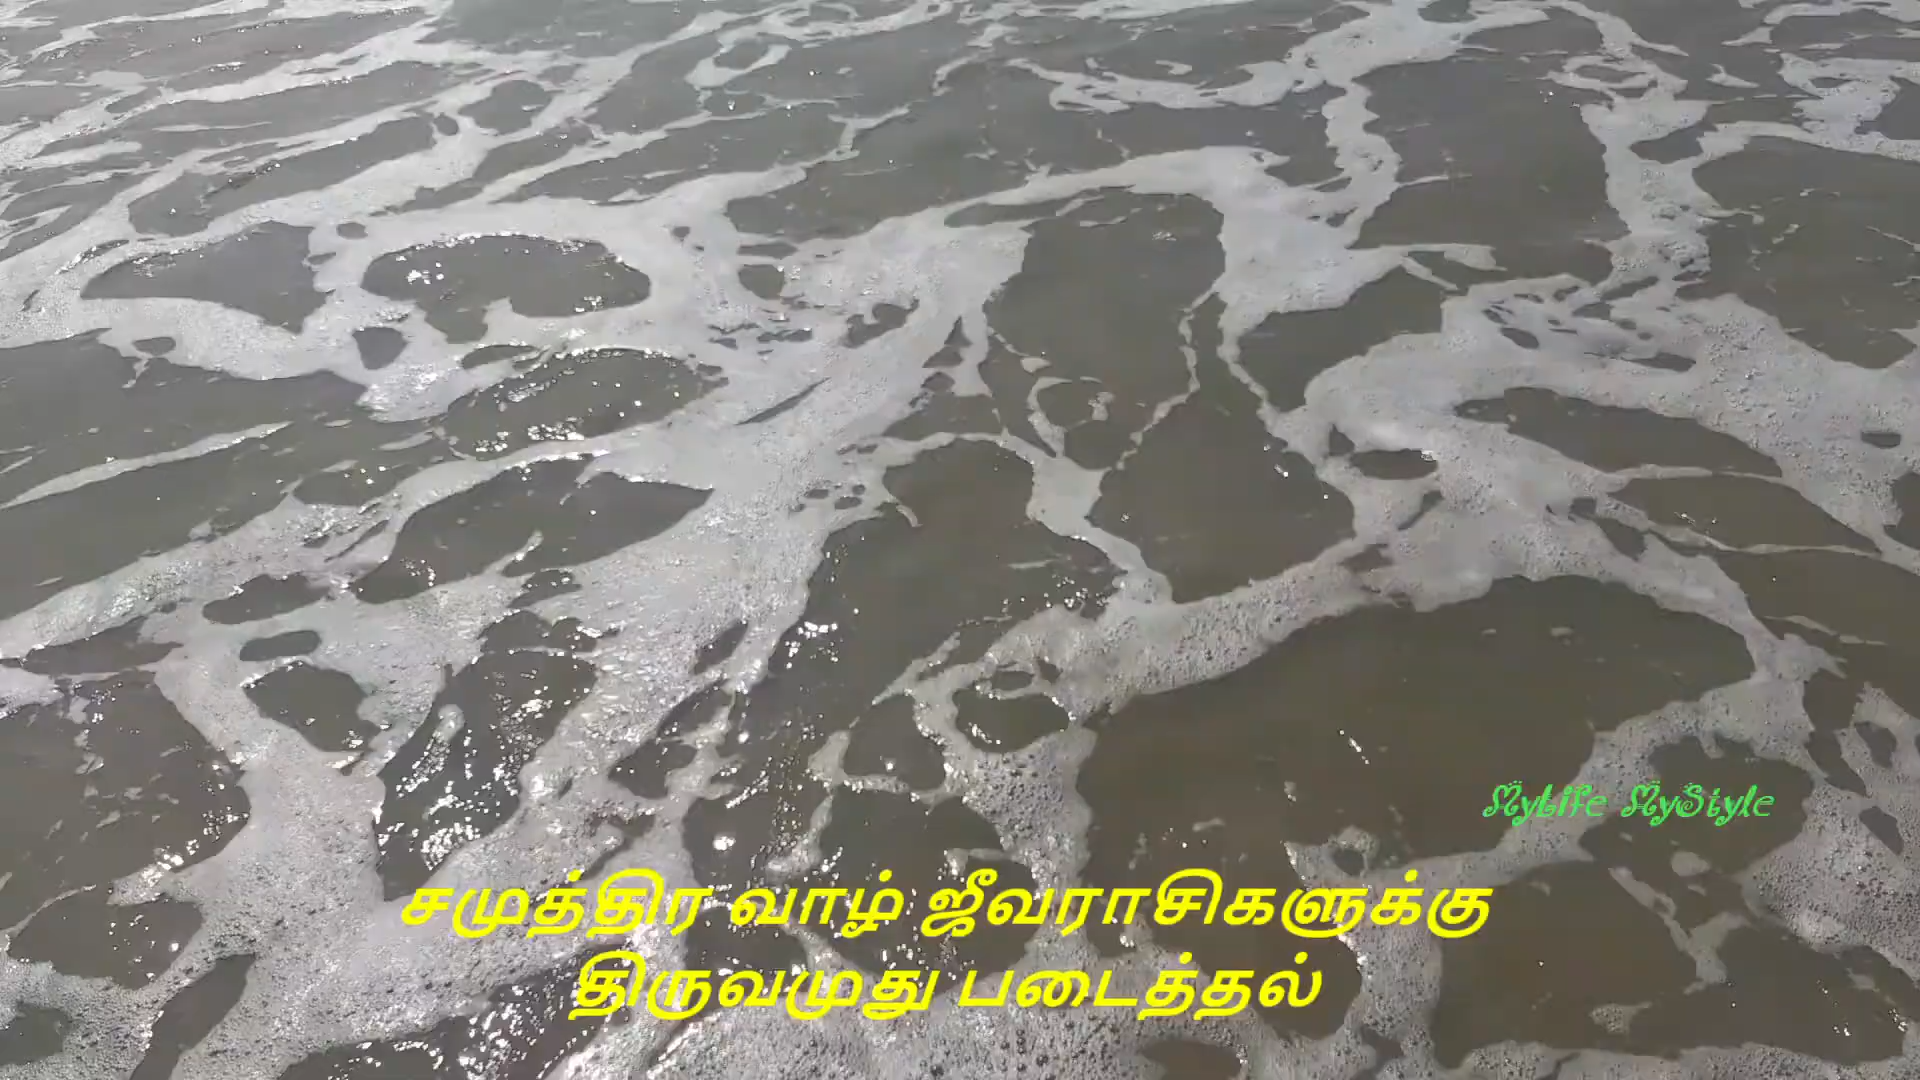 MyLife MyStyle
சமுத்திர வாழ் ஜீவராசிகளுக்கு
திருவமுது படைத்தல்